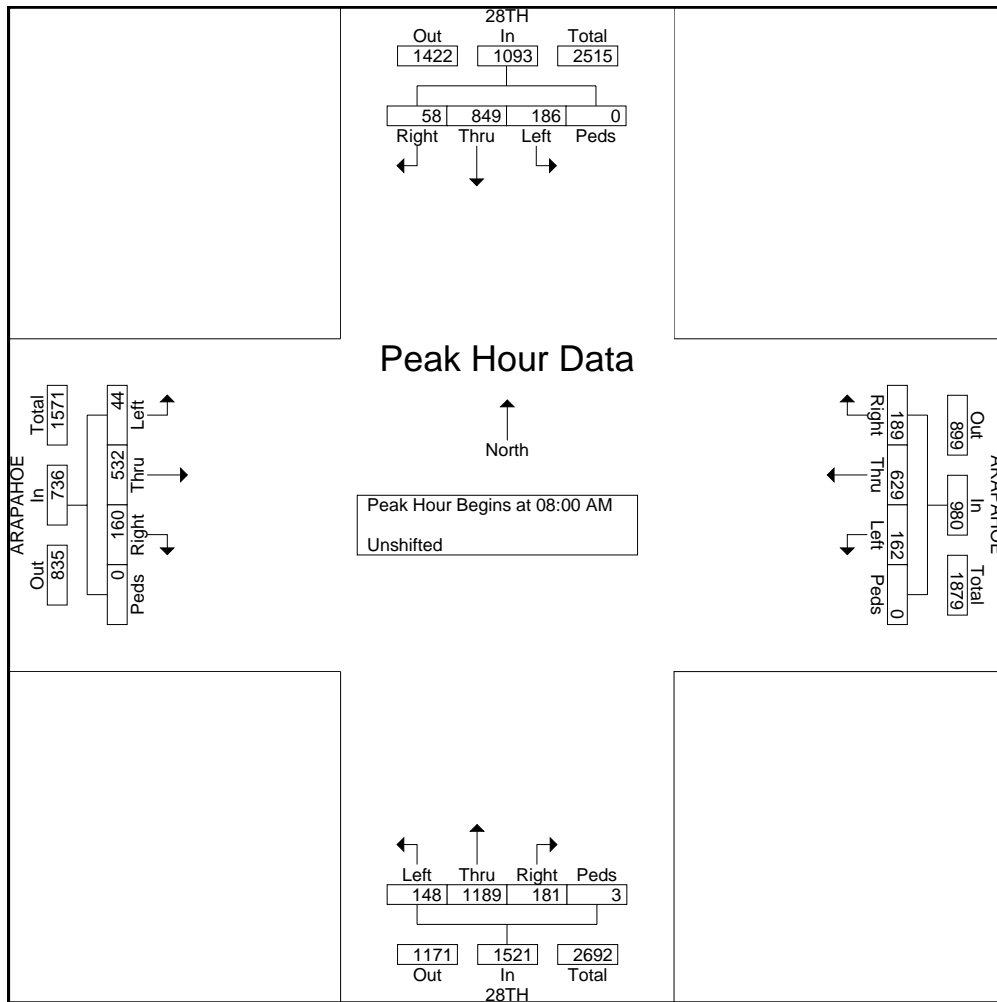 28TH
Out In Total
1422 1093 2515
58 849 186 0
Right Thru Left Peds
Peak Hour Data
North
Peak Hour Begins at 08:00 AM
Unshifted
ARAPAHOE
Total In Out
1571 736 835
44 532 160 0
Left Thru Right Peds
Right Thru Left Peds
189 629 162 0
899 980 1879
Out In Total
ARAPAHOE
Left Thru Right Peds
148 1189 181 3
1171 1521 2692
Out In Total
28TH